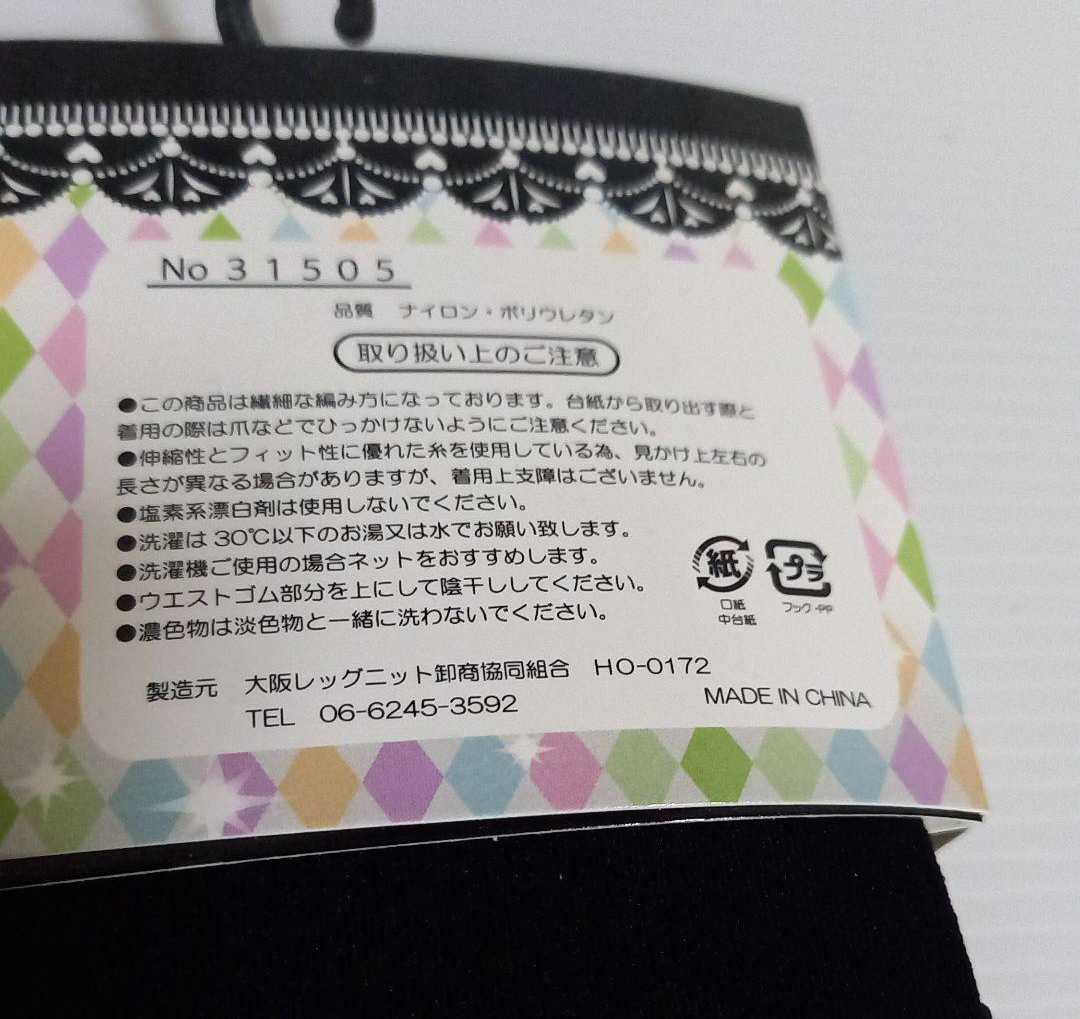 No 31505
品質　ナイロン・ポリウレタン
取り扱い上のご注意
●この商品は繊細な編み方になっております。台紙から取り出す際と
着用の際は爪などでひっかけないようにご注意ください。
●伸縮性とフィット性に優れた糸を使用している為、見かけ上左右の
長さが異なる場合がありますが、着用上支障はございません。
●塩素系漂白剤は使用しないでください。
●洗濯は30℃以下のお湯又は水でお願い致します。
●洗濯機ご使用の場合ネットをおすすめします。
●ウエストゴム部分を上にして陰干ししてください。
●濃色物は淡色物と一緒に洗わないでください。
紙
口紙
中台紙
プラ
フック・PP
製造元　大阪レッグニット卸商協同組合　HO-0172
TEL　06-6245-3592
MADE IN CHINA